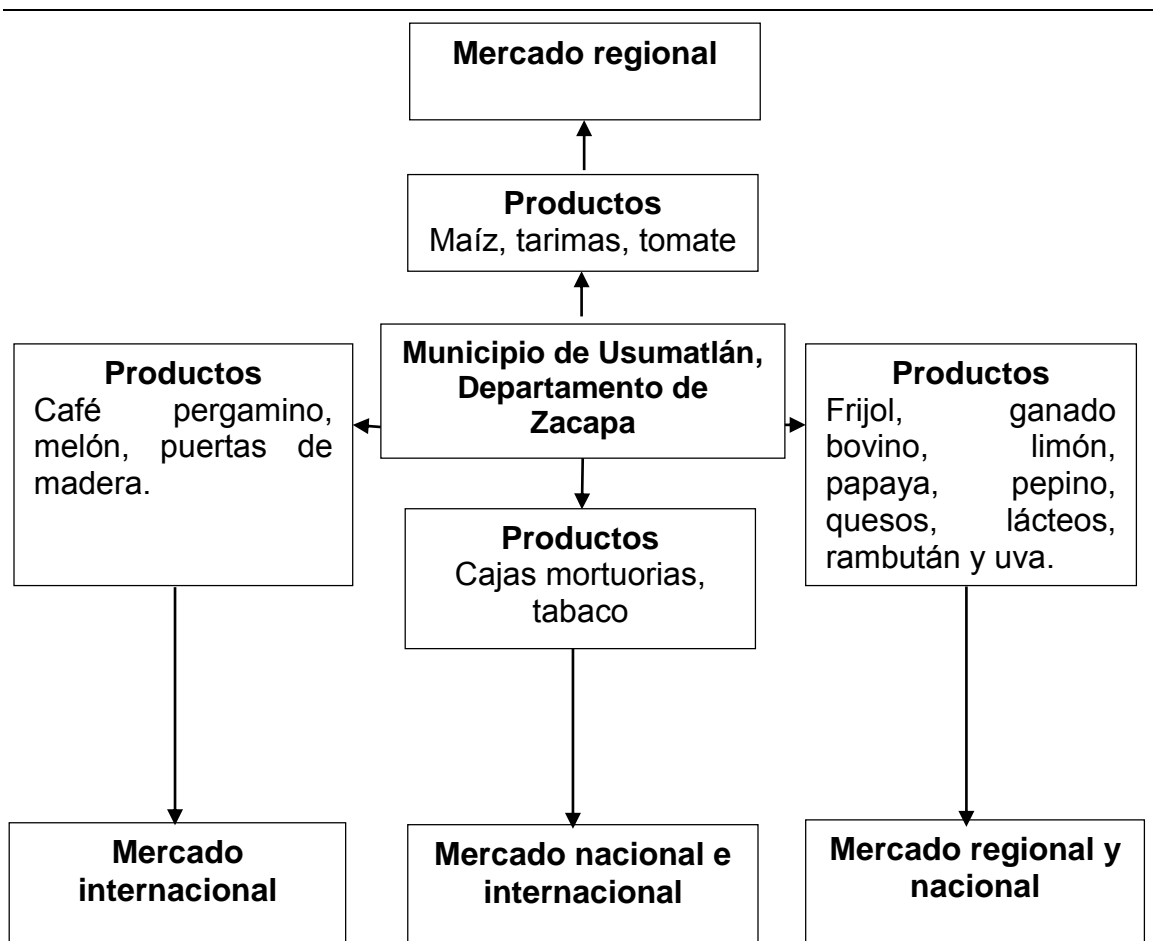 Mercado regional
Productos
Maíz, tarimas, tomate
Municipio de Usumatlán,
Departamento de
Zacapa
Productos
Café pergamino,
melón, puertas de
madera.
Productos
Frijol, ganado
bovino, limón,
papaya, pepino,
quesos, lácteos,
rambután y uva.
Productos
Cajas mortuorias,
tabaco
Mercado
internacional
Mercado nacional e
internacional
Mercado regional y
nacional